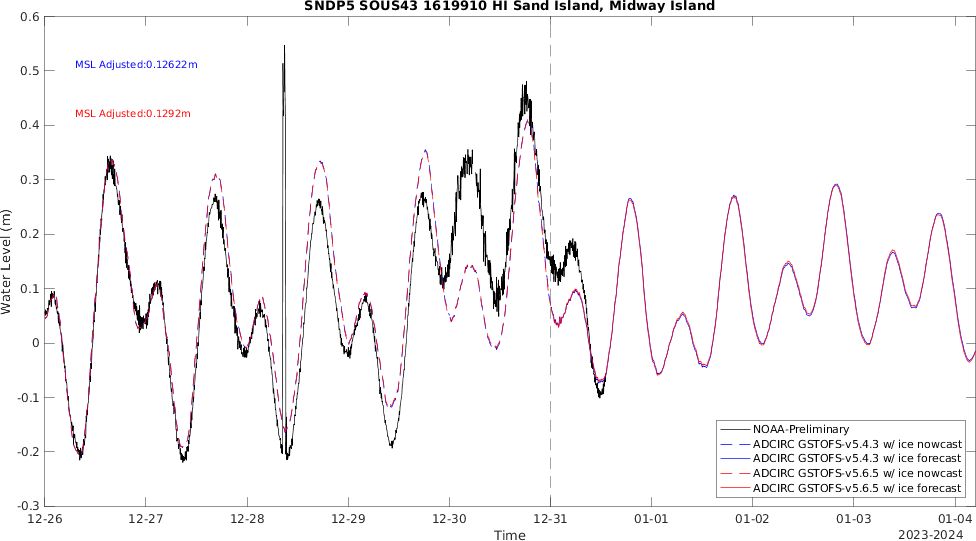 SNDP5 SOUS43 1619910 HI Sand Island, Midway Island
0.6
0.5
0.4
0.3
0.2
0.1
0
-0.1
-0.2
-0.3
Water Level (m)
MSL Adjusted:0.12622m
MSL Adjusted:0.1292m
NOAA-Preliminary
ADCIRC GSTOFS-v5.4.3 w/ ice nowcast
ADCIRC GSTOFS-v5.4.3 w/ ice forecast
ADCIRC GSTOFS-v5.6.5 w/ ice nowcast
ADCIRC GSTOFS-v5.6.5 w/ ice forecast
12-26 12-27 12-28 12-29 12-30 12-31 01-01 01-02 01-03 01-04
Time
2023-2024